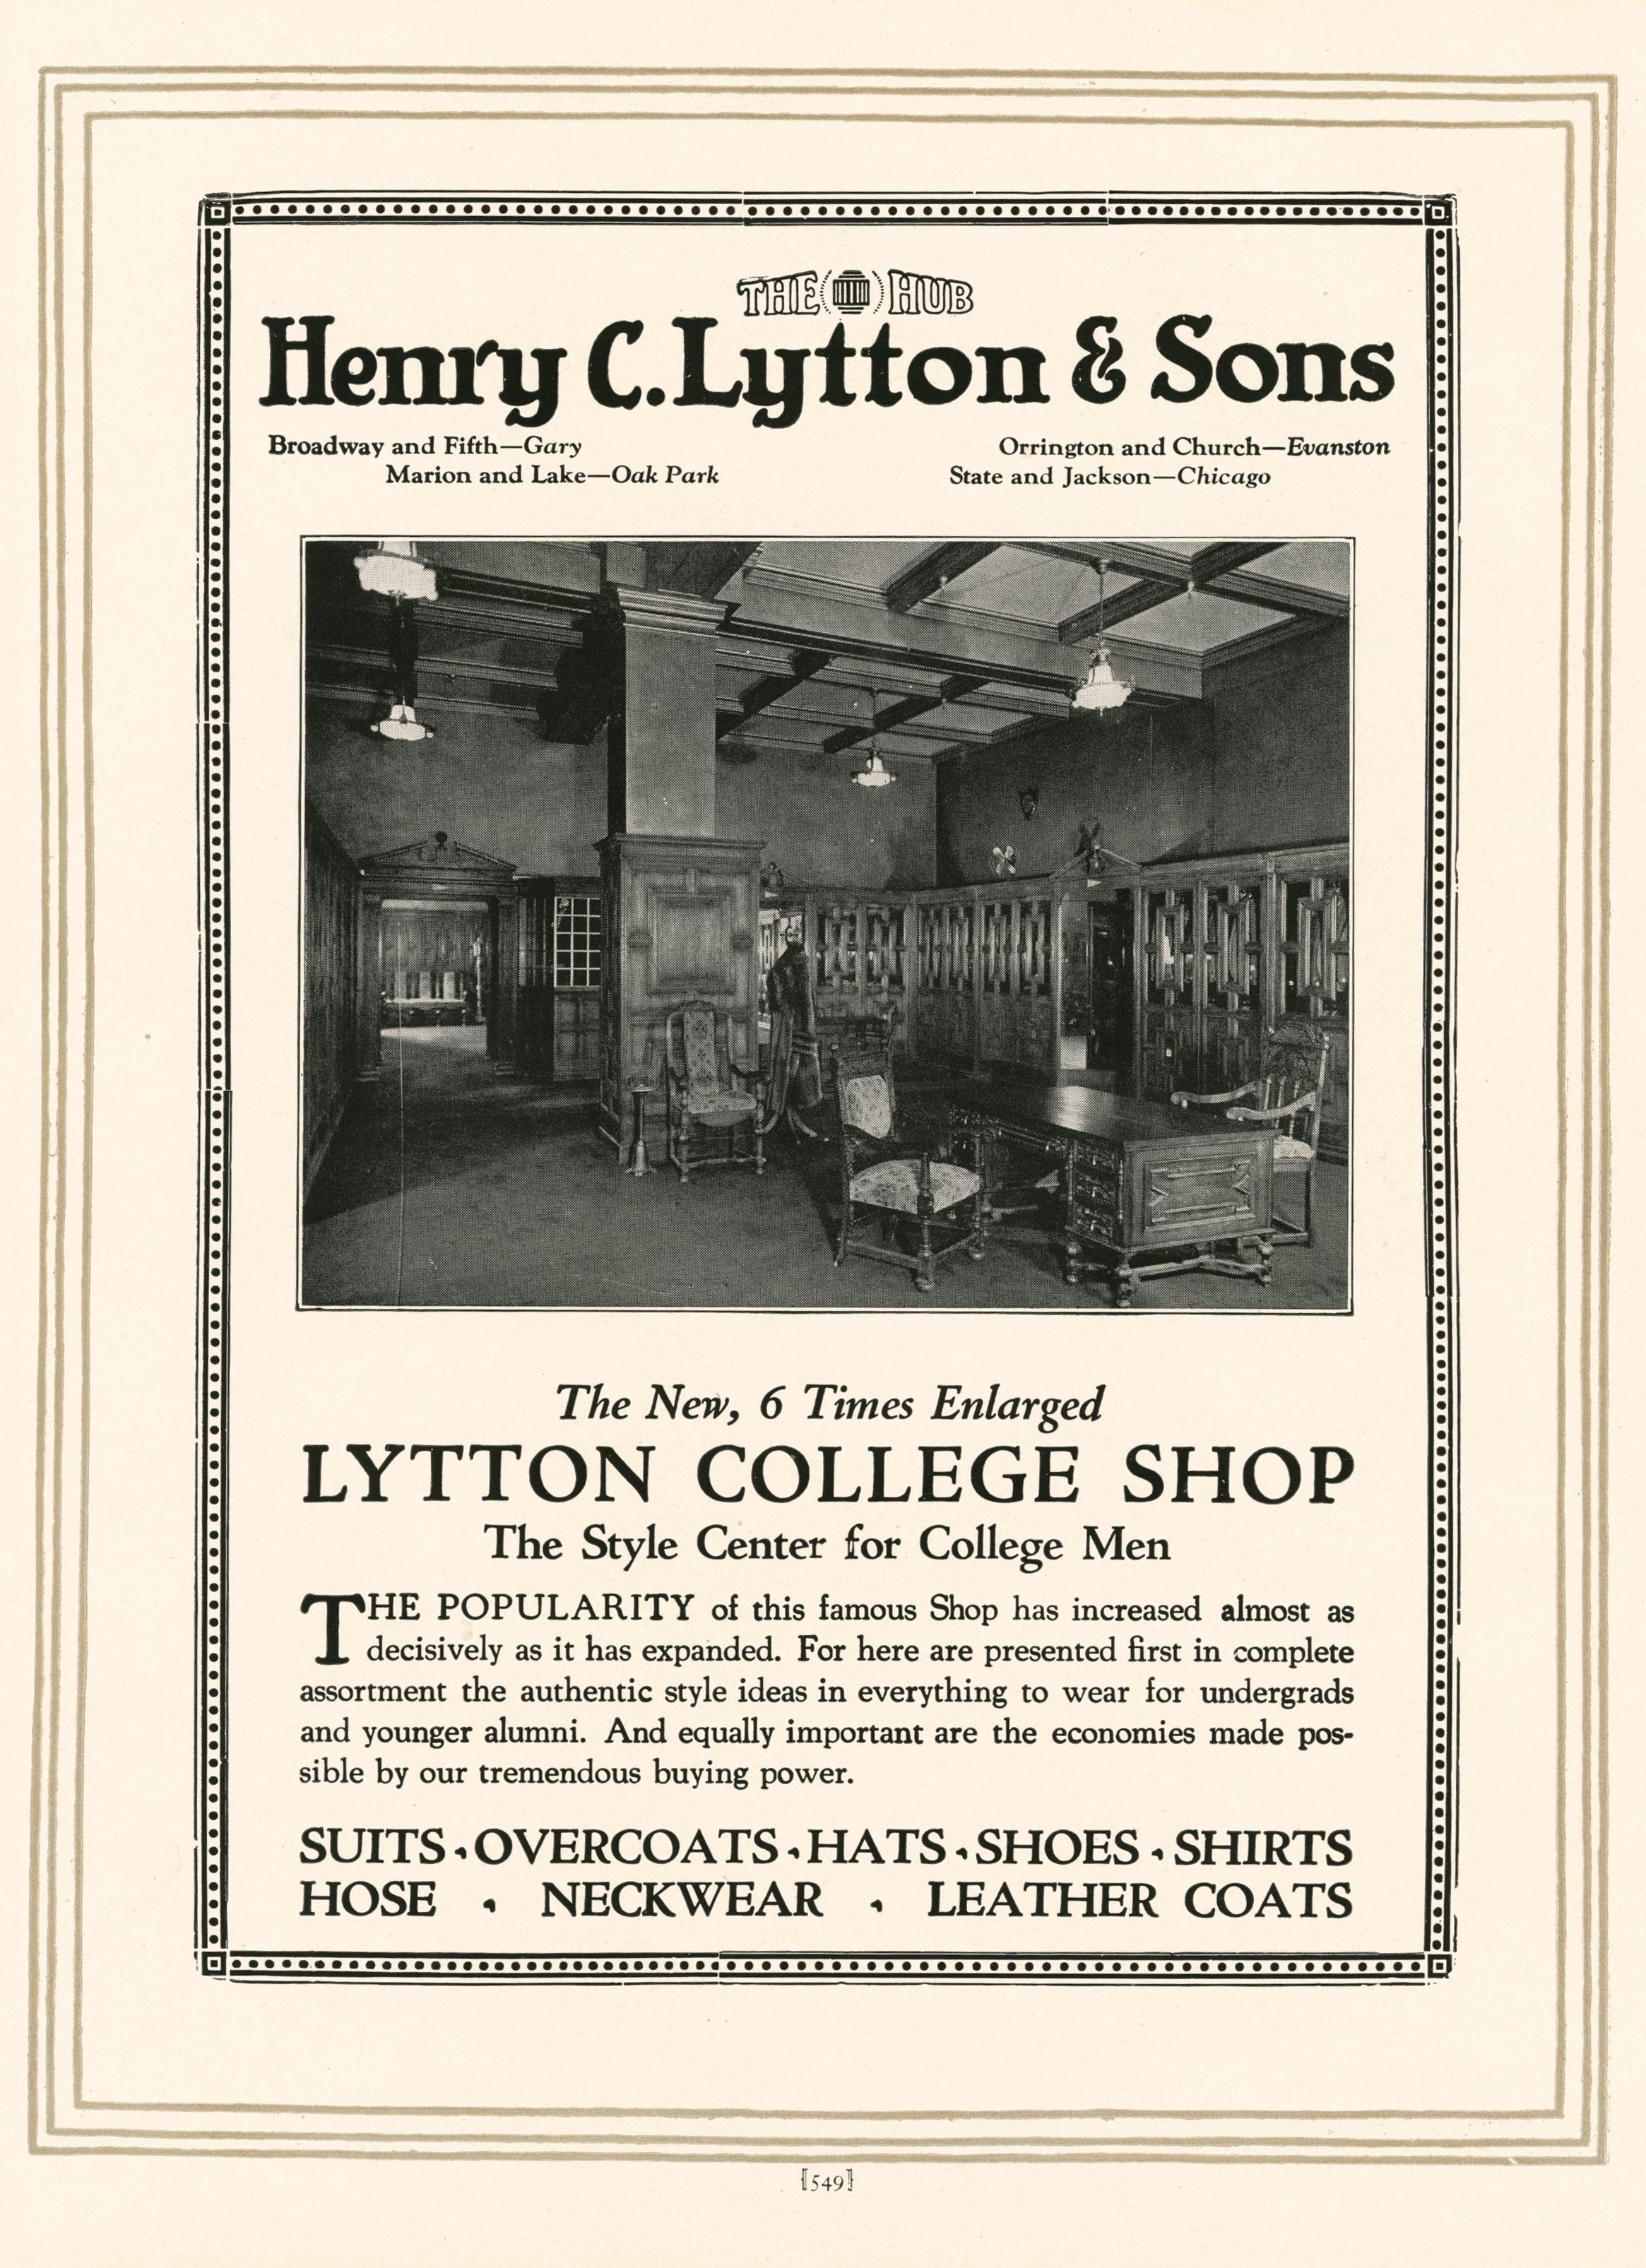 THE HUB
Henry C. Lytton & Sons
Broadway and Fifth—Gary
Orrington and Church—Evanston
Marion and Lake—Oak Park
State and Jackson—Chicago
The New, 6 Times Enlarged
LYTTON COLLEGE SHOP
The Style Center for College Men
THE POPULARITY of this famous Shop has increased almost as
decisively as it has expanded. For here are presented first in complete
assortment the authentic style ideas in everything to wear for undergrads
and younger alumni. And equally important are the economies made pos-
sible by our tremendous buying power.
SUITS · OVERCOATS · HATS · SHOES · SHIRTS
HOSE · NECKWEAR · LEATHER COATS
[549]